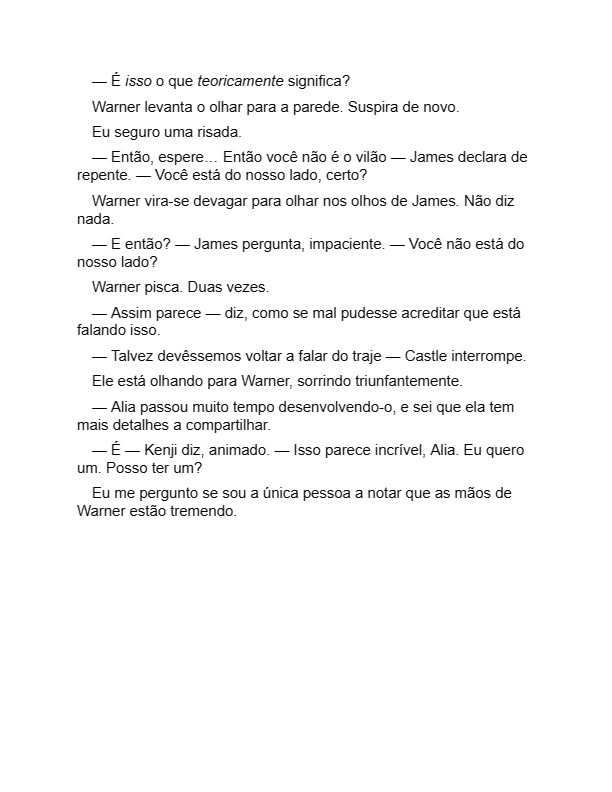 — É isso o que teoricamente significa?
Warner levanta o olhar para a parede. Suspira de novo.
Eu seguro uma risada.
— Então, espere… Então você não é o vilão — James declara de
repente. — Você está do nosso lado, certo?
Warner vira-se devagar para olhar nos olhos de James. Não diz
nada.
— E então? — James pergunta, impaciente. — Você não está do
nosso lado?
Warner pisca. Duas vezes.
— Assim parece — diz, como se mal pudesse acreditar que está
falando isso.
— Talvez devêssemos voltar a falar do traje — Castle interrompe.
Ele está olhando para Warner, sorrindo triunfantemente.
— Alia passou muito tempo desenvolvendo-o, e sei que ela tem
mais detalhes a compartilhar.
— É — Kenji diz, animado. — Isso parece incrível, Alia. Eu quero
um. Posso ter um?
Eu me pergunto se sou a única pessoa a notar que as mãos de
Warner estão tremendo.